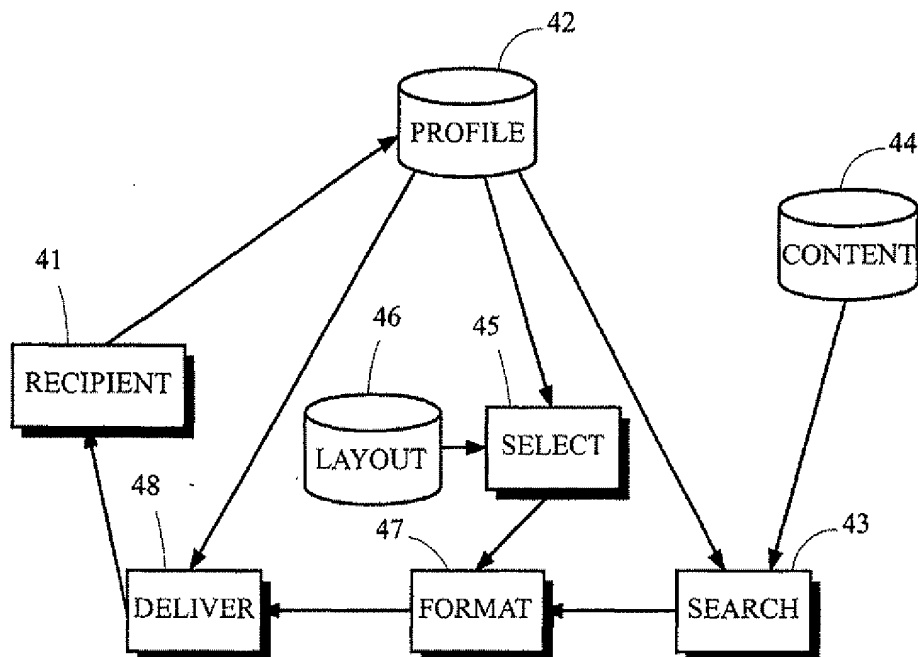 42
PROFILE
44
CONTENT
41
RECIPIENT
46
45
LAYOUT
SELECT
48
47
43
DELIVER
FORMAT
SEARCH